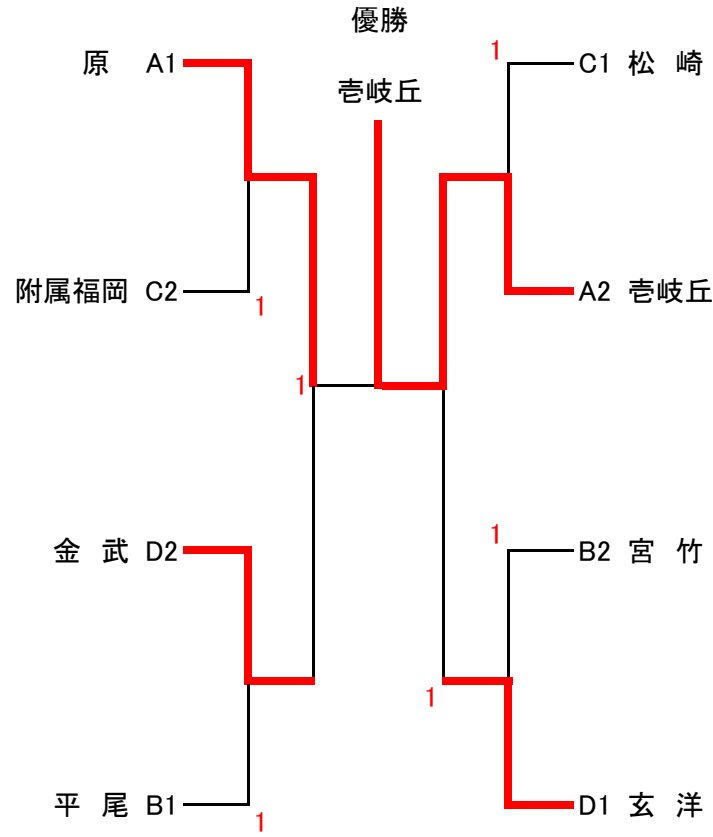 優勝
壱岐丘
原 A1
1
C1 松 崎
附属福岡 C2
1
A2 壱岐丘
1
金 武 D2
1
B2 宮 竹
1
平 尾 B1
1
D1 玄 洋